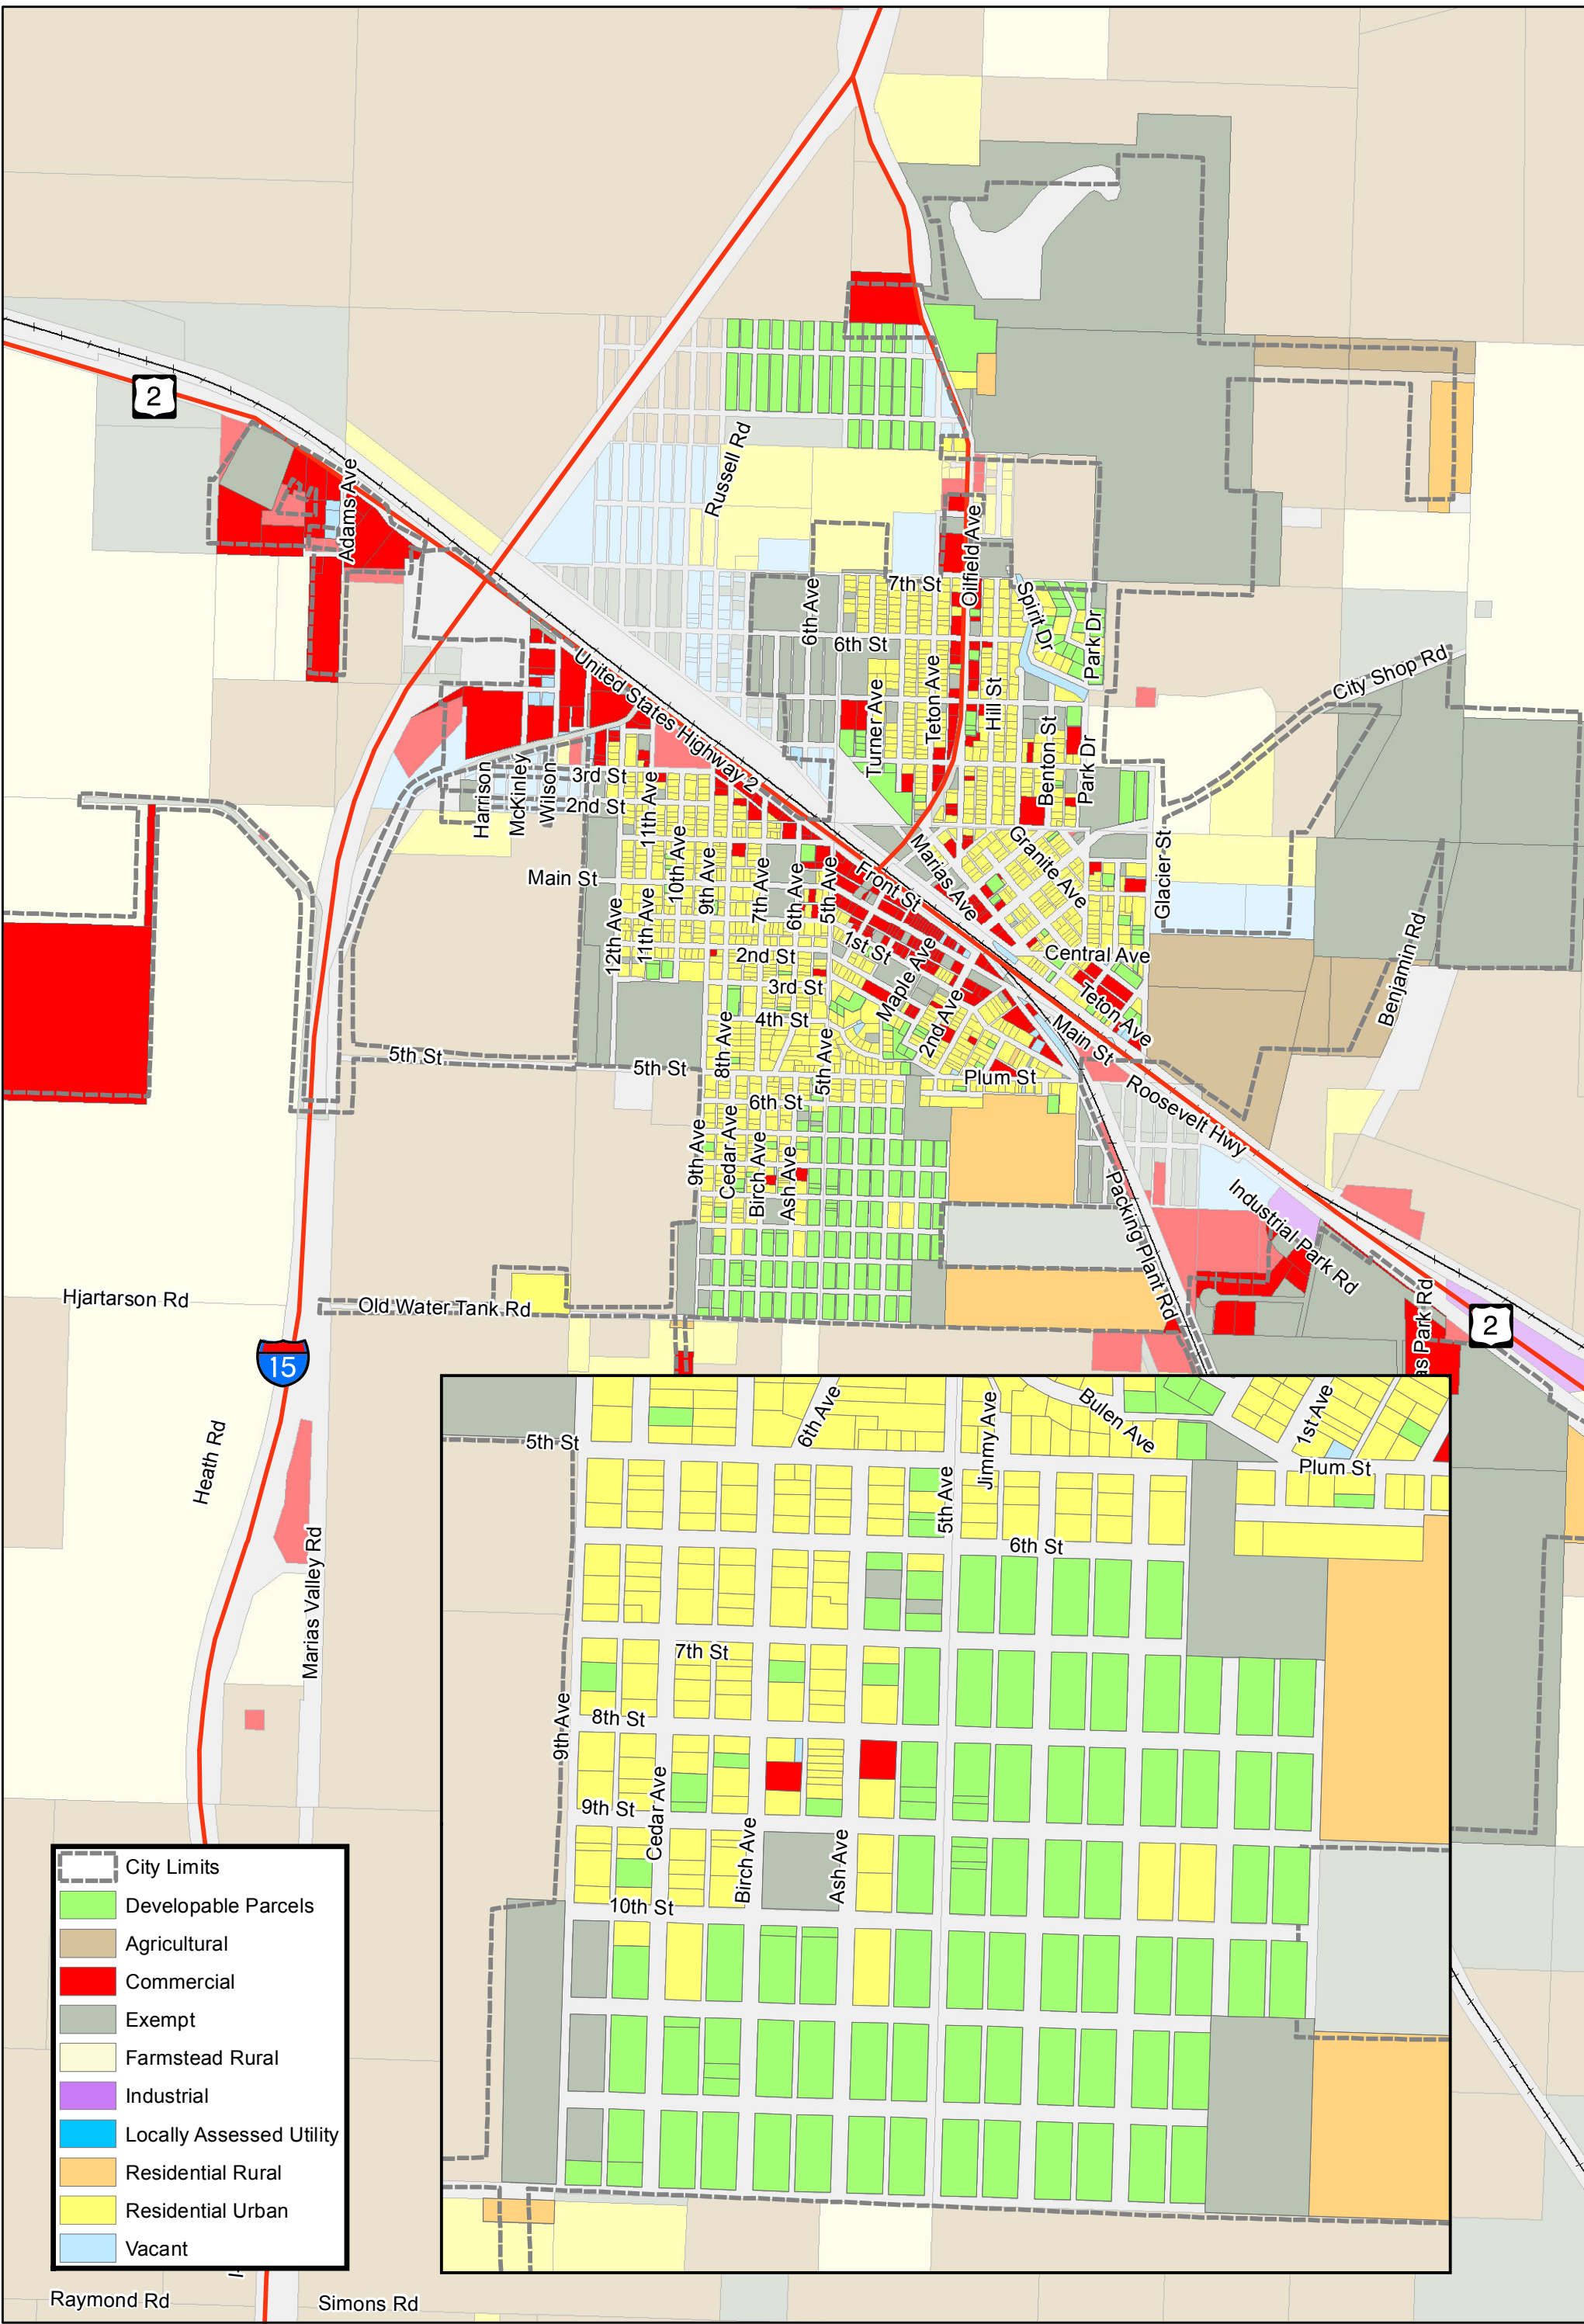 2
Russell Rd
Adams Ave
Oilfield Ave
7th St
6th Ave
Spirit Dr
Park Dr
6th St
City Shop Rd
United States Highway 2
Turner Ave
Teton Ave
Hill St
Benton St
Park Dr
Harrison
McKinley
Wilson
3rd St
2nd St
11th Ave
10th Ave
9th Ave
7th Ave
6th Ave
5th Ave
Front St
Marias Ave
Granite Ave
Glacier St
Main St
12th Ave
11th Ave
2nd St
1st St
Maple Ave
Central Ave
Benjamin Rd
3rd St
4th St
2nd Ave
Teton Ave
Main St
5th St
5th St
8th Ave
5th Ave
Plum St
Roosevelt Hwy
6th St
9th Ave
Cedar Ave
Birch Ave
Ash Ave
Packing Plant Rd
Industrial Park Rd
Hjartarson Rd
Old Water Tank Rd
as Park Rd
2
15
Heath Rd
Marias Valley Rd
5th St
6th Ave
Jimmy Ave
Bulen Ave
1st Ave
Plum St
5th Ave
6th St
7th St
9th Ave
8th St
Cedar Ave
9th St
Birch Ave
Ash Ave
10th St
City Limits
Developable Parcels
Agricultural
Commercial
Exempt
Farmstead Rural
Industrial
Locally Assessed Utility
Residential Rural
Residential Urban
Vacant
Raymond Rd
Simons Rd